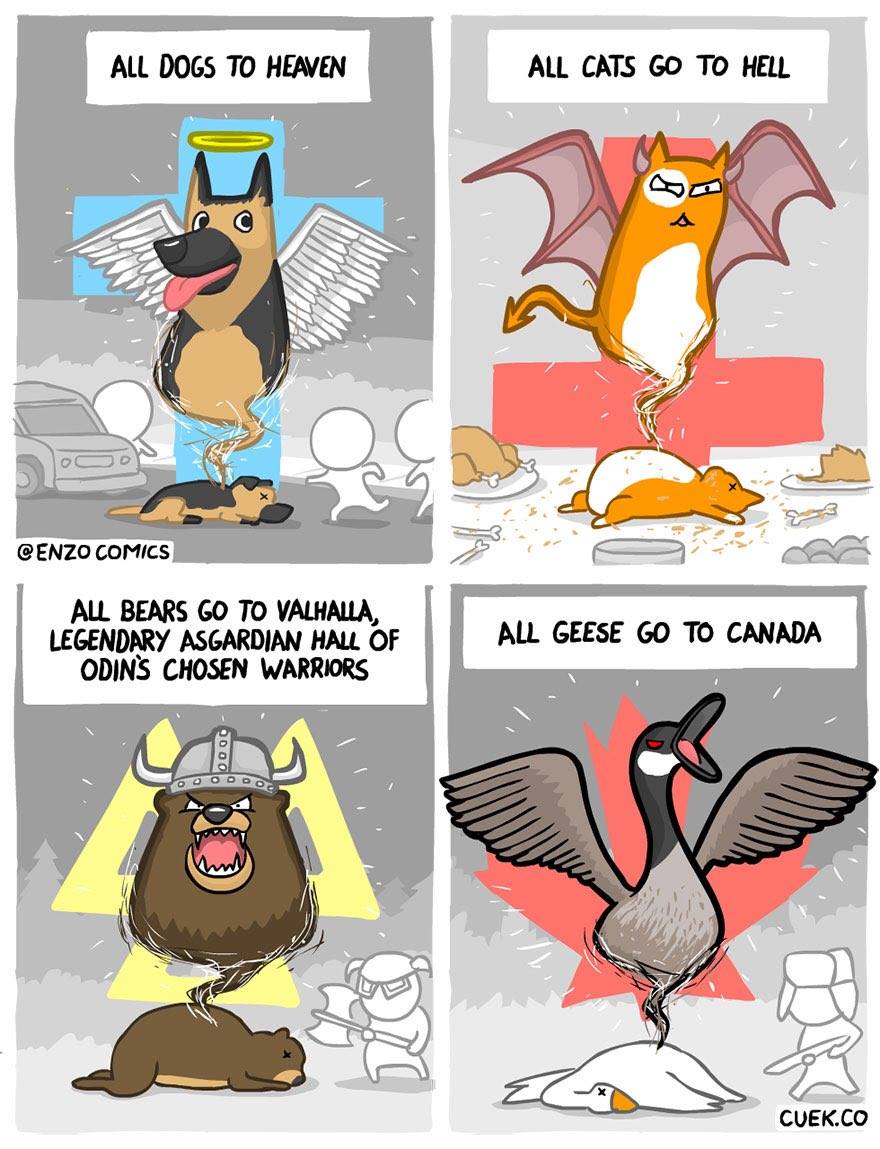 ALL DOGS TO HEAVEN
ALL CATS GO TO HELL
@ENZO COMICS
ALL BEARS GO TO VALHALLA,
LEGENDARY ASGARDIAN HALL OF
ODIN'S CHOSEN WARRIORS
ALL GEESE GO TO CANADA
CUEK.CO